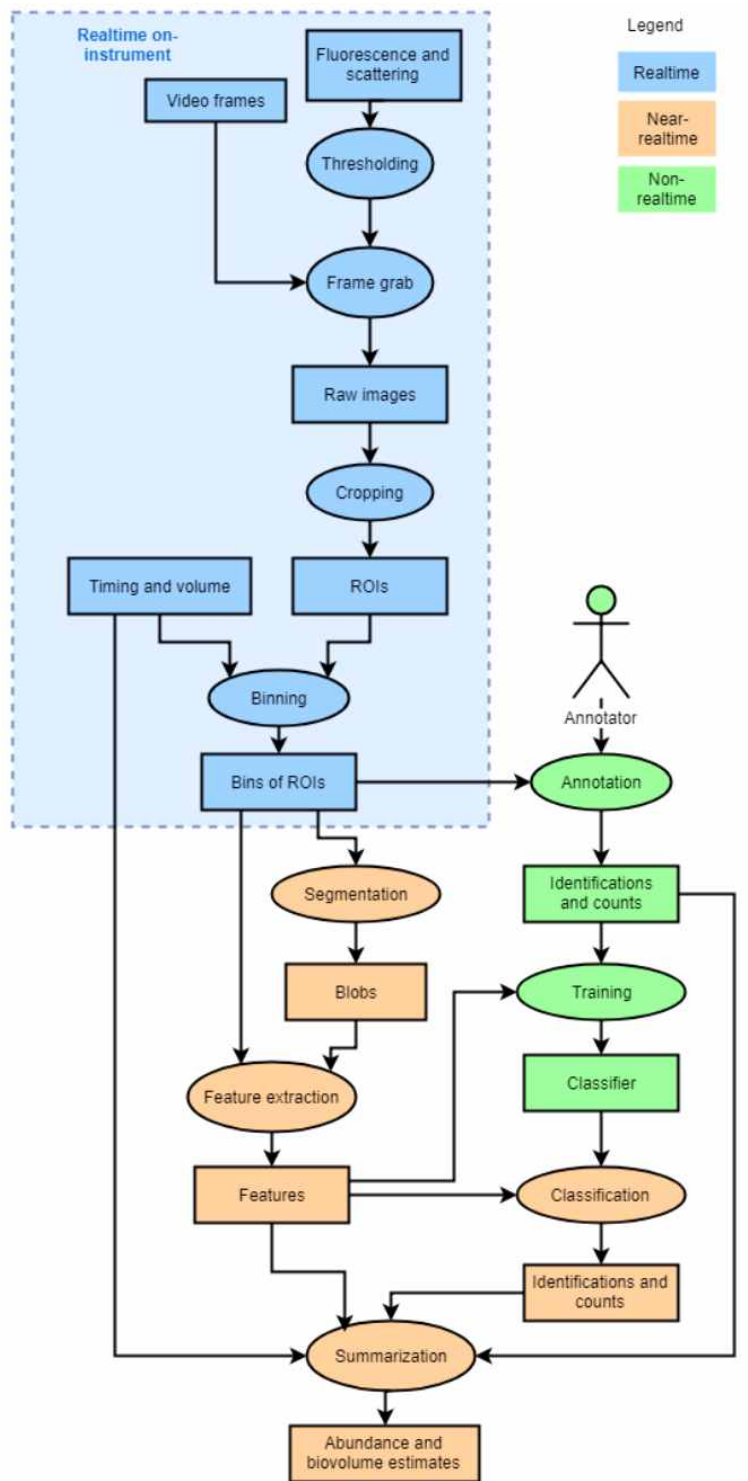 Realtime on-
instrument
Fluorescence and
scattering
Legend
Video frames
Realtime
Near-
realtime
Thresholding
Non-
realtime
Frame grab
Raw images
Cropping
Timing and volume
ROIs
Binning
Annotator
Bins of ROIs
Annotation
Segmentation
Identifications
and counts
Blobs
Training
Feature extraction
Classifier
Features
Classification
Identifications and
counts
Summarization
Abundance and
biovolume estimates